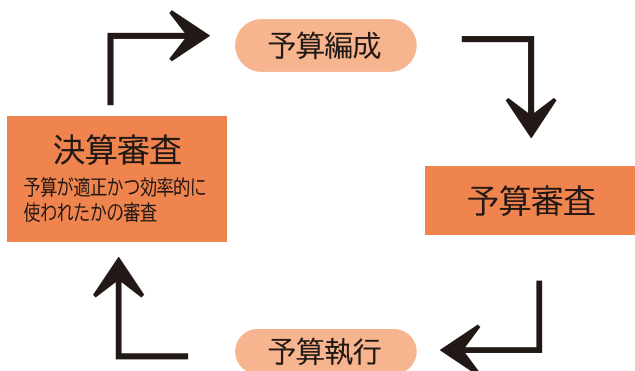 予算編成
決算審査
予算が適正かつ効率的に
使われたかの審査
予算審査
予算執行